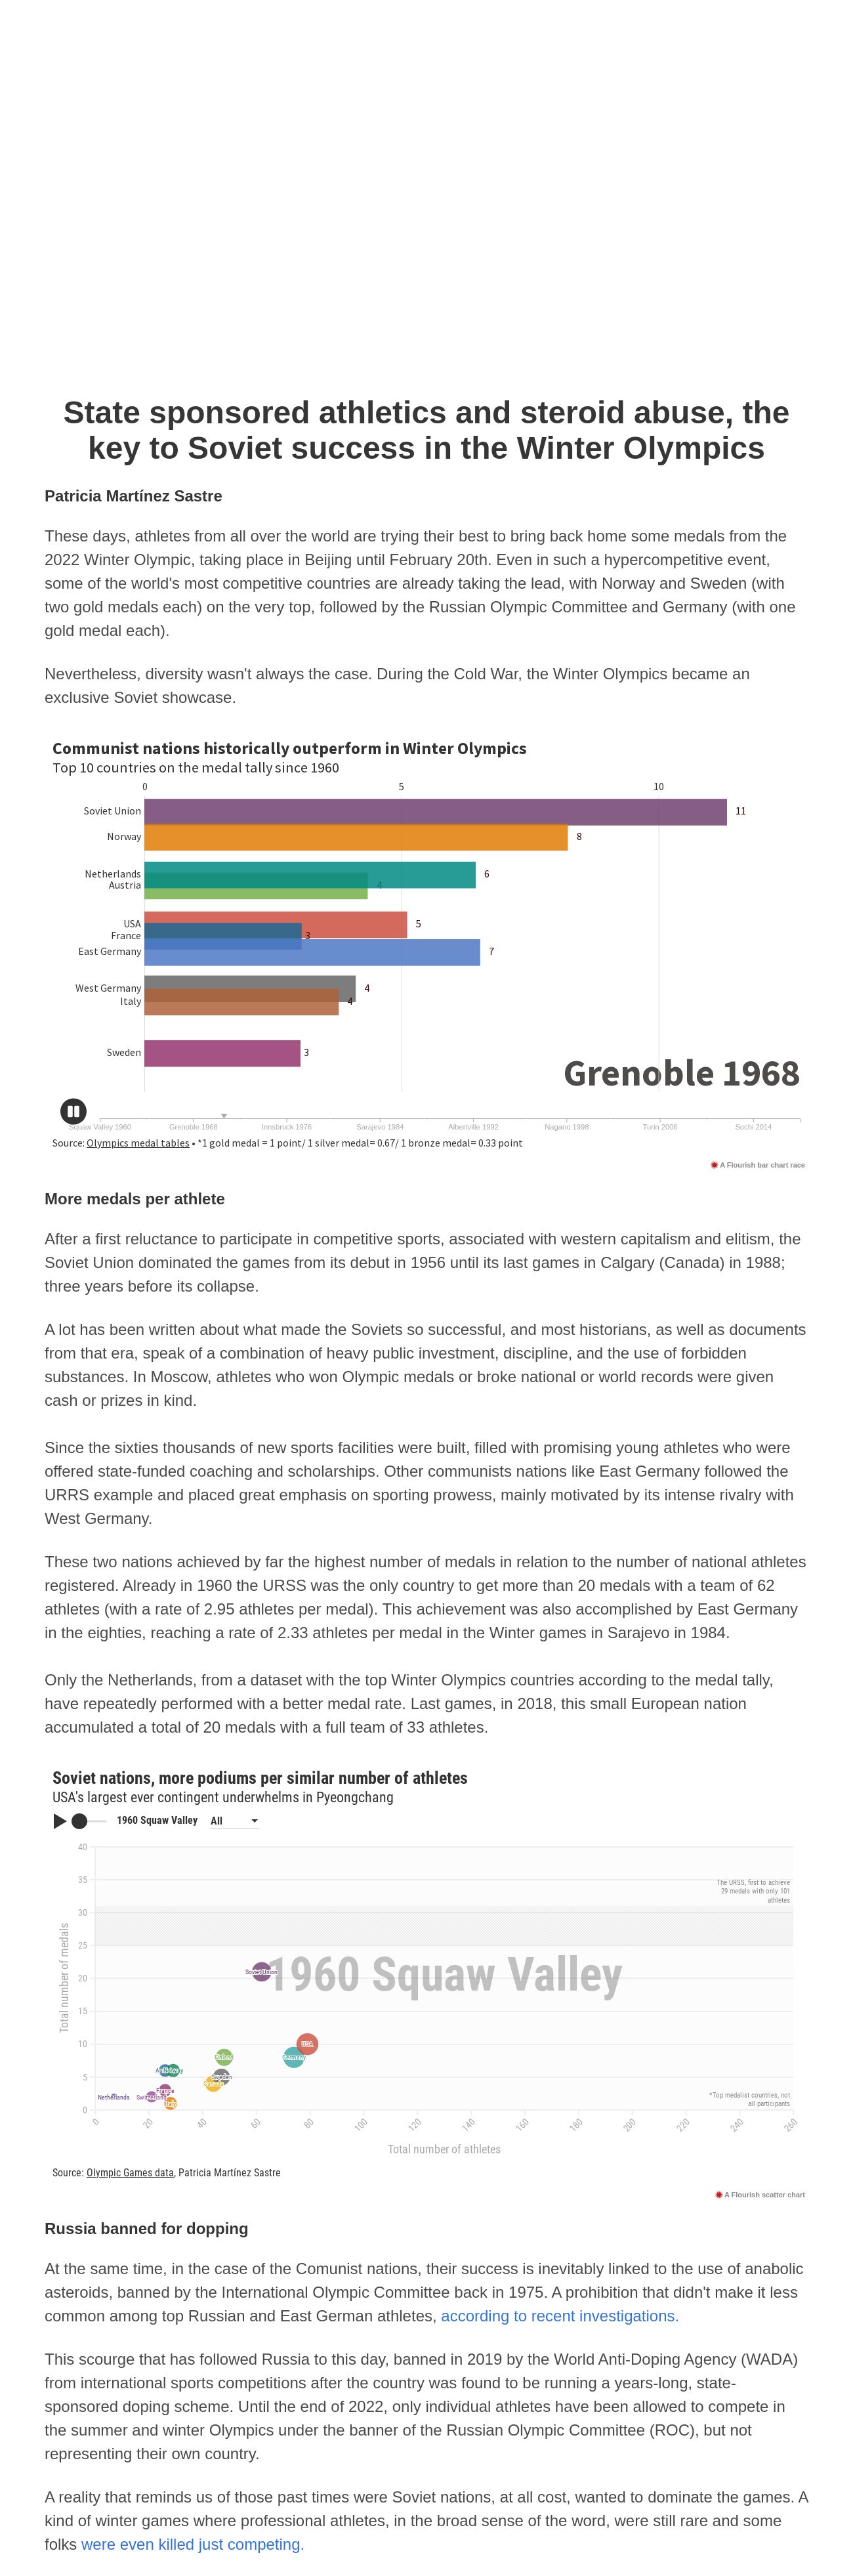 State sponsored athletics and steroid abuse, the
key to Soviet success in the Winter Olympics
Patricia Martínez Sastre
These days, athletes from all over the world are trying their best to bring back home some medals from the
2022 Winter Olympic, taking place in Beijing until February 20th. Even in such a hypercompetitive event,
some of the world's most competitive countries are already taking the lead, with Norway and Sweden (with
two gold medals each) on the very top, followed by the Russian Olympic Committee and Germany (with one
gold medal each).
Nevertheless, diversity wasn't always the case. During the Cold War, the Winter Olympics became an
exclusive Soviet showcase.
Communist nations historically outperform in Winter Olympics
Top 10 countries on the medal tally since 1960
0 5 10
Soviet Union 11
Norway 8
Netherlands 6
Austria 4
USA 5
France 3
East Germany 7
West Germany 4
Italy 4
Sweden 3
Grenoble 1968
Squaw Valley 1960 Grenoble 1968 Innsbruck 1976 Sarajevo 1984 Albertville 1992 Nagano 1998 Turin 2006 Sochi 2014
Source: Olympics medal tables • *1 gold medal = 1 point/ 1 silver medal= 0.67/ 1 bronze medal= 0.33 point
A Flourish bar chart race
More medals per athlete
After a first reluctance to participate in competitive sports, associated with western capitalism and elitism, the
Soviet Union dominated the games from its debut in 1956 until its last games in Calgary (Canada) in 1988;
three years before its collapse.
A lot has been written about what made the Soviets so successful, and most historians, as well as documents
from that era, speak of a combination of heavy public investment, discipline, and the use of forbidden
substances. In Moscow, athletes who won Olympic medals or broke national or world records were given
cash or prizes in kind.
Since the sixties thousands of new sports facilities were built, filled with promising young athletes who were
offered state-funded coaching and scholarships. Other communists nations like East Germany followed the
URRS example and placed great emphasis on sporting prowess, mainly motivated by its intense rivalry with
West Germany.
These two nations achieved by far the highest number of medals in relation to the number of national athletes
registered. Already in 1960 the URSS was the only country to get more than 20 medals with a team of 62
athletes (with a rate of 2.95 athletes per medal). This achievement was also accomplished by East Germany
in the eighties, reaching a rate of 2.33 athletes per medal in the Winter games in Sarajevo in 1984.
Only the Netherlands, from a dataset with the top Winter Olympics countries according to the medal tally,
have repeatedly performed with a better medal rate. Last games, in 2018, this small European nation
accumulated a total of 20 medals with a full team of 33 athletes.
Soviet nations, more podiums per similar number of athletes
USA's largest ever contingent underwhelms in Pyeongchang
1960 Squaw Valley All
40
35
The URSS, first to achieve
29 medals with only 101
athletes
30
25
1960 Squaw Valley
Soviet Union
20
Total number of medals
15
10
USA
Germany
Norway
5
Sweden
France
Netherlands
Switzerland
Italy
*Top medalist countries, not
all participants
0
0 20 40 60 80 100 120 140 160 180 200 220 240 260
Total number of athletes
Source: Olympic Games data, Patricia Martínez Sastre
A Flourish scatter chart
Russia banned for dopping
At the same time, in the case of the Comunist nations, their success is inevitably linked to the use of anabolic
asteroids, banned by the International Olympic Committee back in 1975. A prohibition that didn't make it less
common among top Russian and East German athletes, according to recent investigations.
This scourge that has followed Russia to this day, banned in 2019 by the World Anti-Doping Agency (WADA)
from international sports competitions after the country was found to be running a years-long, state-
sponsored doping scheme. Until the end of 2022, only individual athletes have been allowed to compete in
the summer and winter Olympics under the banner of the Russian Olympic Committee (ROC), but not
representing their own country.
A reality that reminds us of those past times were Soviet nations, at all cost, wanted to dominate the games. A
kind of winter games where professional athletes, in the broad sense of the word, were still rare and some
folks were even killed just competing.